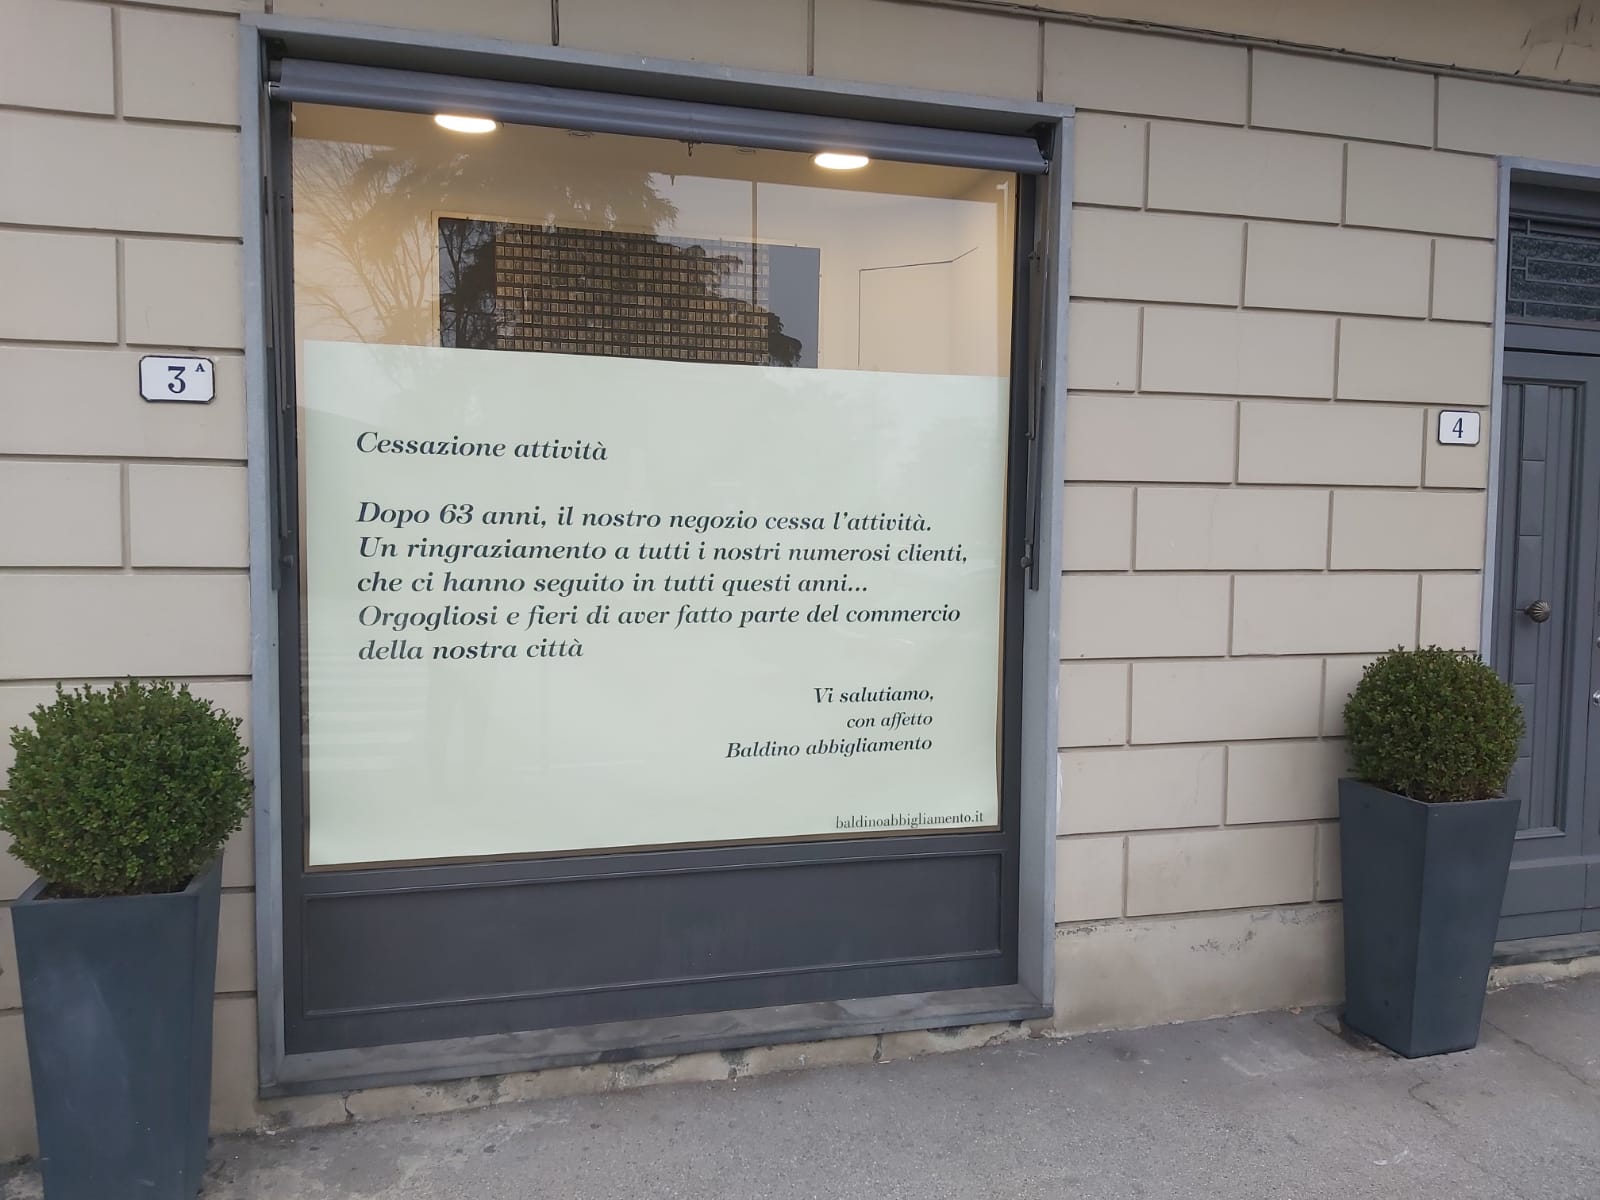 3 A
4
Cessazione attività
Dopo 63 anni, il nostro negozio cessa l'attività.
Un ringraziamento a tutti i nostri numerosi clienti,
che ci hanno seguito in tutti questi anni...
Orgogliosi e fieri di aver fatto parte del commercio
della nostra città
Vi salutiamo,
con affetto
Baldino abbigliamento
baldinoabbigliamento.it